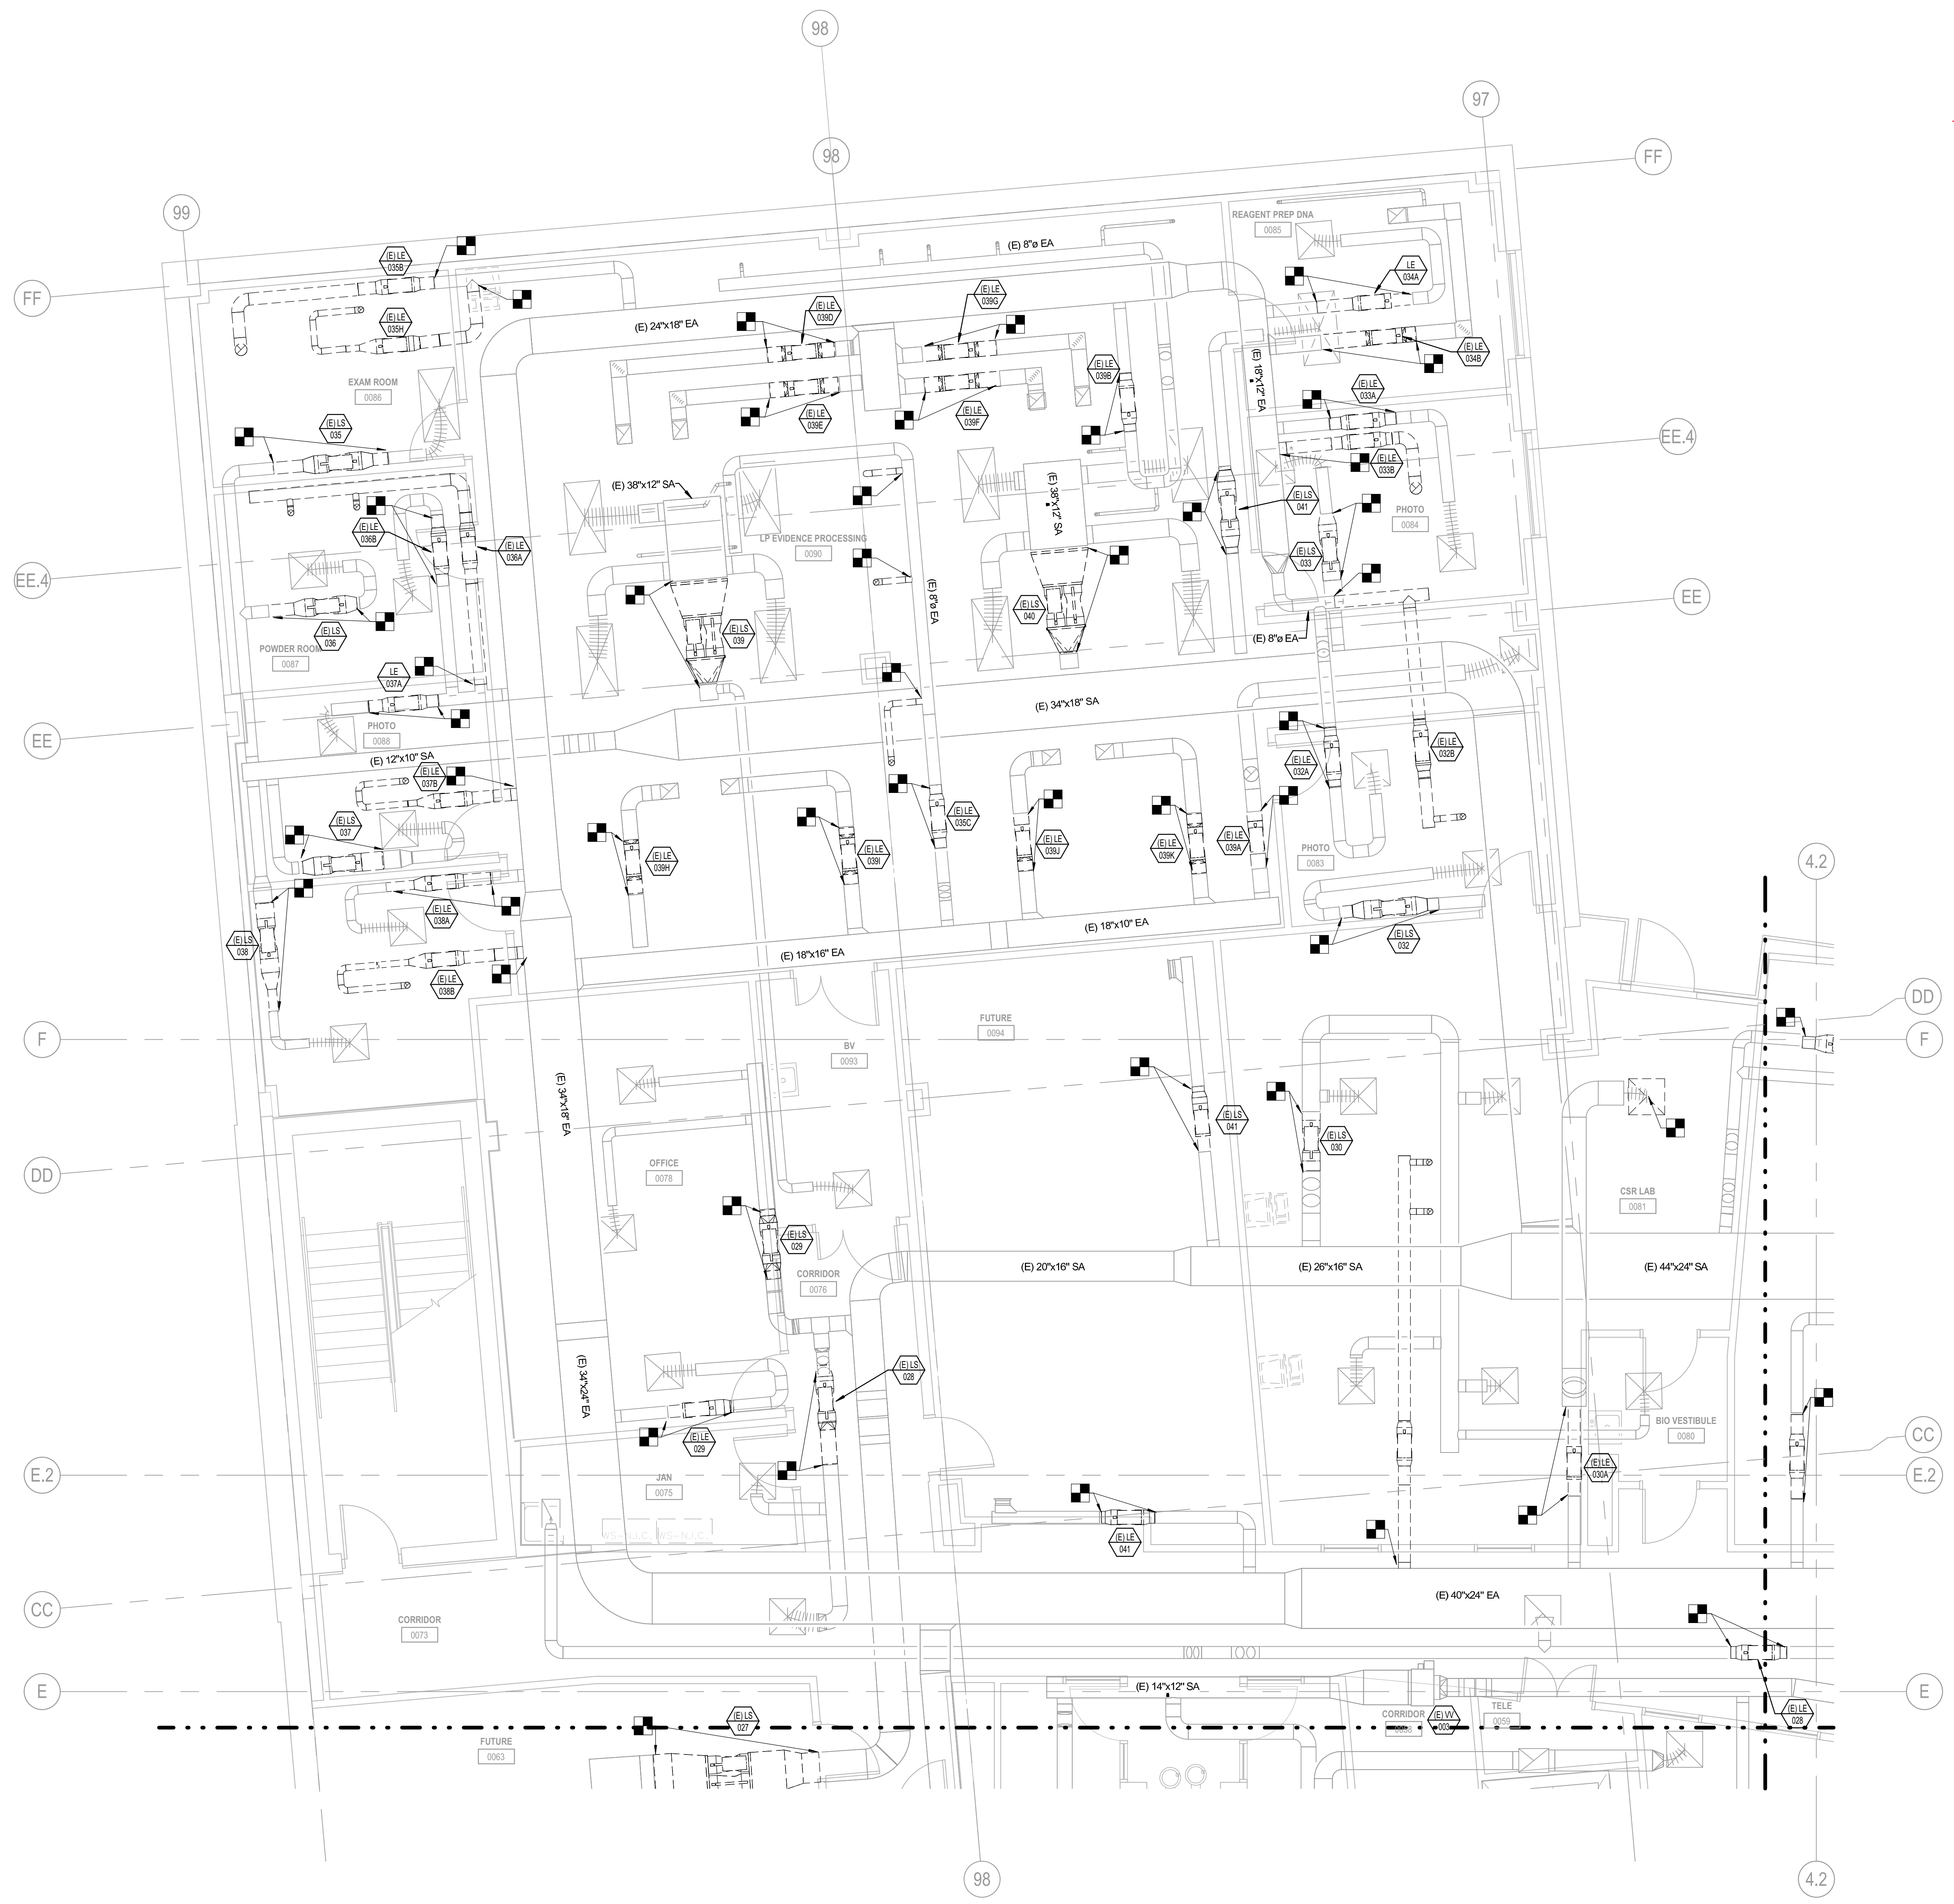 98
97
98
FF
99
REAGENT PREP DNA
0085
(E) 8"ø EA
(E) LE
035B
LE
034A
FF
(E) LE
039G
(E) LE
039D
(E) LE
035H
(E) 24"x18" EA
(E) LE
034B
(E) LE
039B
EXAM ROOM
0086
(E) 18"x12" EA
(E) LE
033A
(E) LE
039E
(E) LE
039F
(E) LS
035
EE.4
(E) LE
033B
(E) 38"x12" SA
(E) 38"x12" SA
(E) LS
041
PHOTO
0084
(E) LE
036B
(E) LE
036A
LP EVIDENCE PROCESSING
0090
(E) LS
033
EE.4
EE
(E) 8"ø EA
(E) LS
040
(E) LS
036
(E) LS
039
(E) 8"ø EA
POWDER ROOM
0087
LE
037A
(E) 34"x18" SA
PHOTO
0088
EE
(E) 12"x10" SA
(E) LE
037B
(E) LE
032A
(E) LE
032B
(E) LS
037
(E) LE
035C
(E) LE
039H
(E) LE
039I
(E) LE
039J
(E) LE
039K
(E) LE
039A
PHOTO
0083
4.2
(E) LE
038A
(E) LS
038
(E) 18"x10" EA
(E) LS
032
(E) 18"x16" EA
(E) LE
038B
DD
FUTURE
0094
F
BV
0093
F
(E) 34"x18" EA
(E) LS
041
(E) LS
030
OFFICE
0078
DD
CSR LAB
0081
(E) LS
029
CORRIDOR
0076
(E) 20"x16" SA
(E) 26"x16" SA
(E) 44"x24" SA
(E) LS
028
(E) 34"x24" EA
BIO VESTIBULE
0080
(E) LE
029
CC
E.2
JAN
0075
(E) LE
030A
E.2
WS-N.I.C.
WS-N.I.C.
(E) LE
041
CC
(E) 40"x24" EA
CORRIDOR
0073
E
(E) 14"x12" SA
E
TELE
0059
CORRIDOR
(E) VV
003
(E) LE
028
(E) LS
027
FUTURE
0063
98
4.2